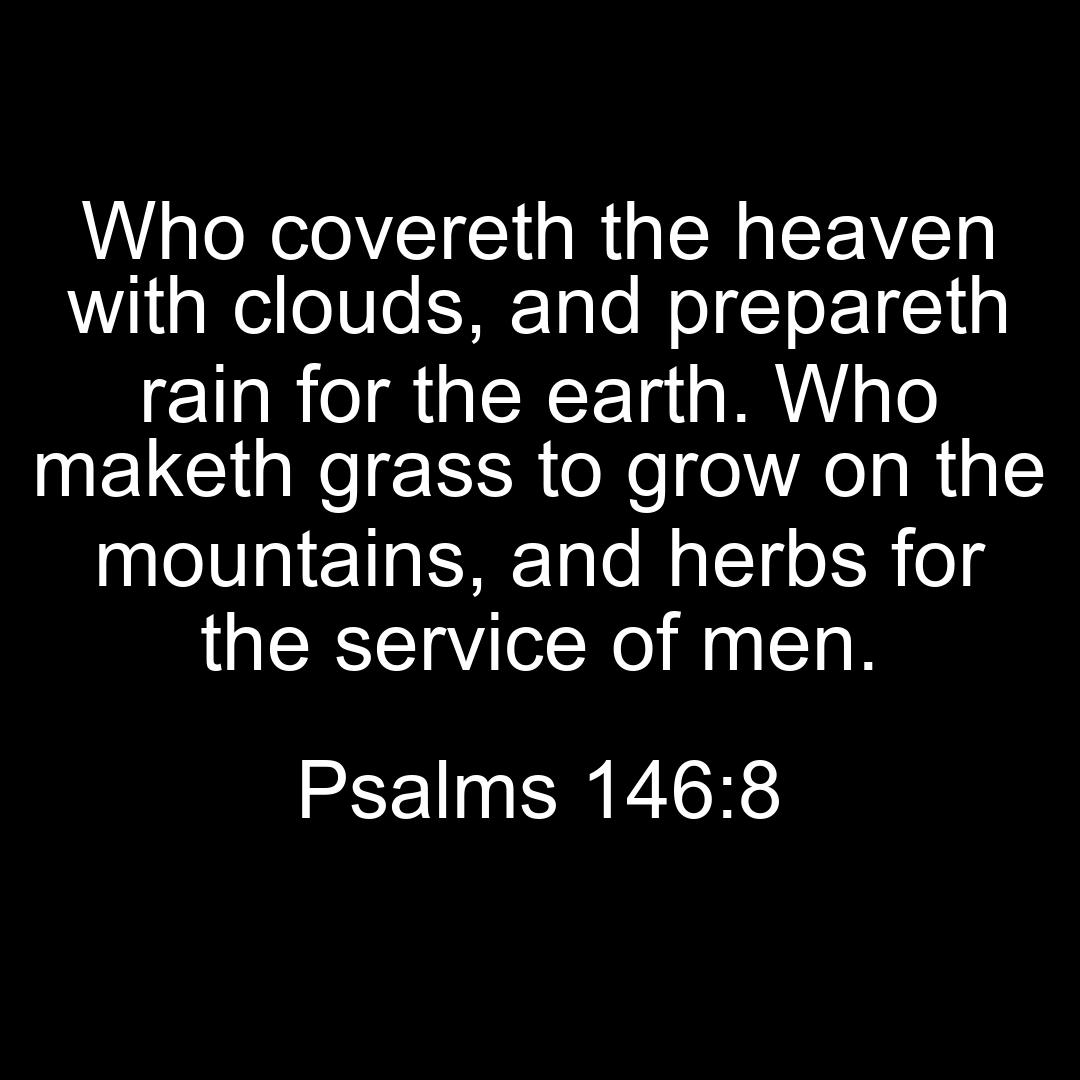 Who covereth the heaven
with clouds, and prepareth
rain for the earth. Who
maketh grass to grow on the
mountains, and herbs for
the service of men.
Psalms 146:8